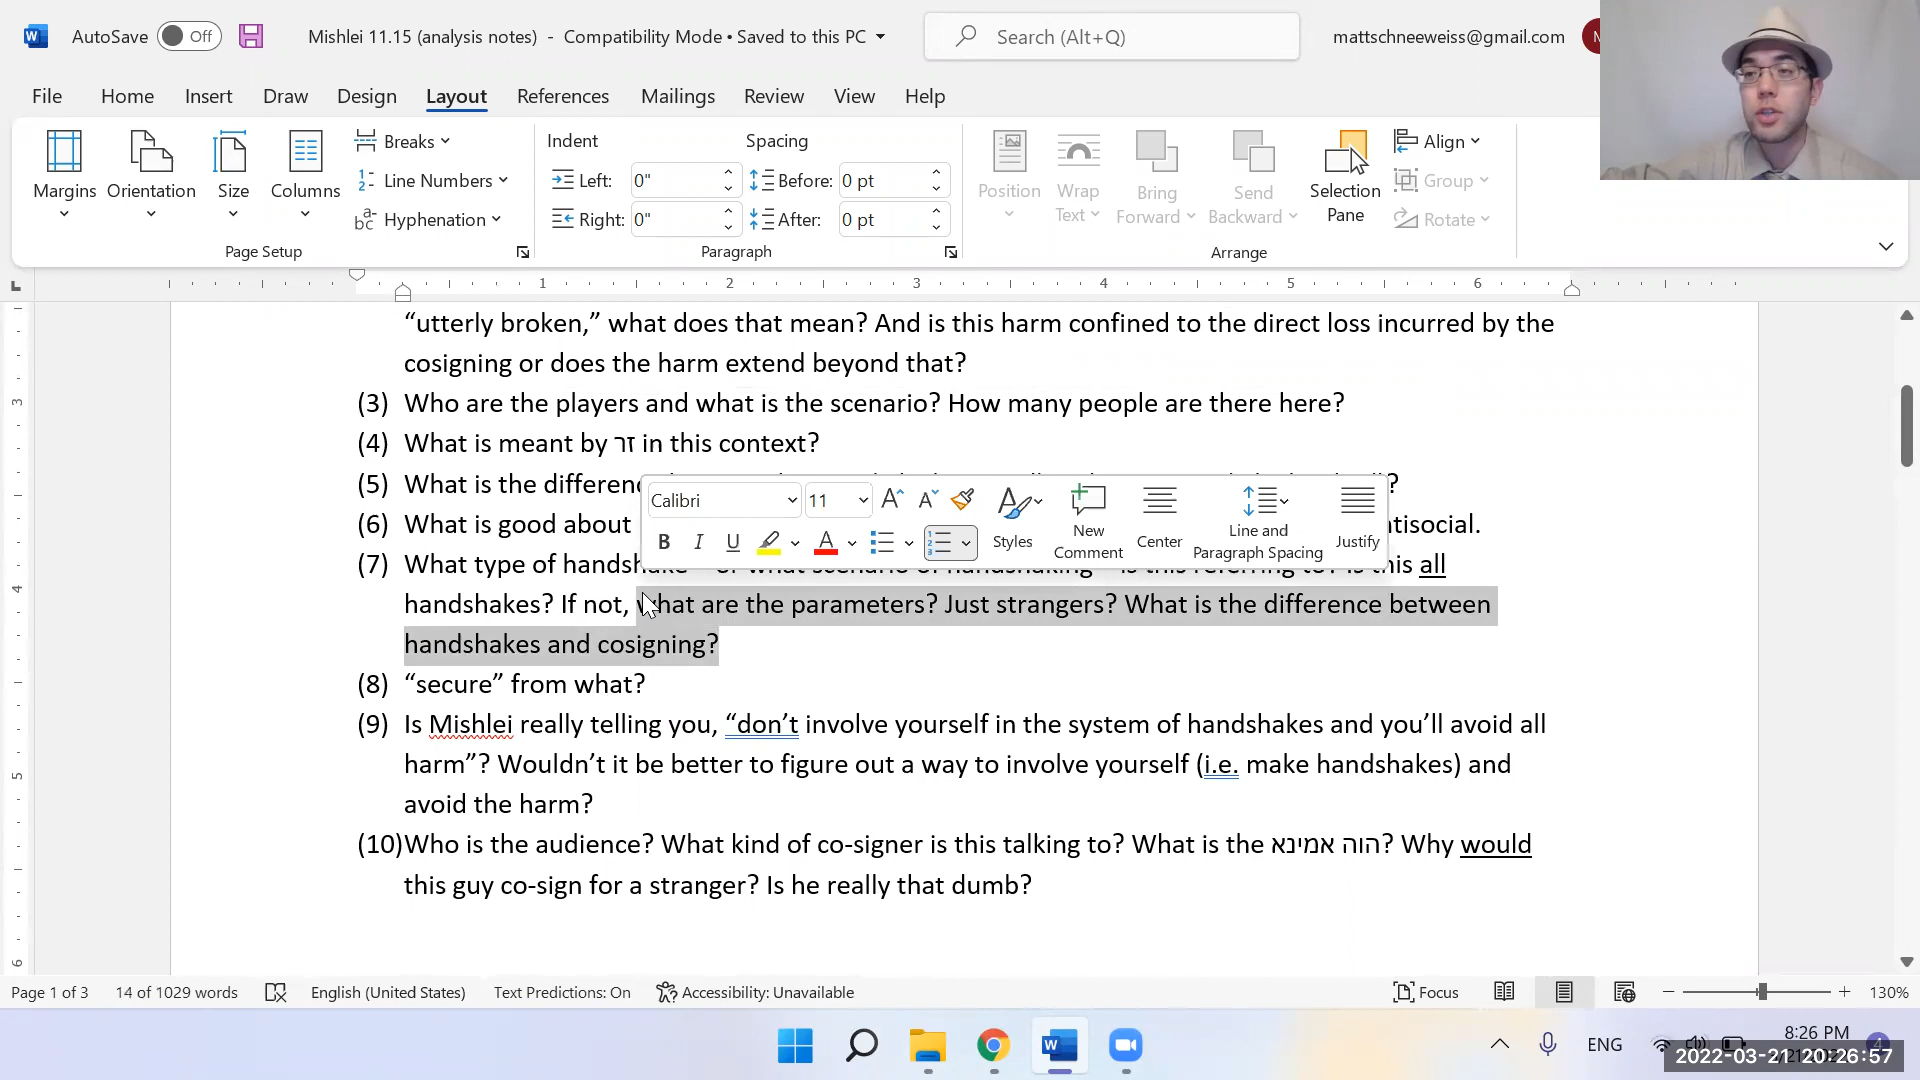 AutoSave Off
Mishlei 11.15 (analysis notes) - Compatibility Mode • Saved to this PC
Search (Alt+Q)
mattschneeweiss@gmail.com
File Home Insert Draw Design Layout References Mailings Review View Help
Margins
Orientation
Size
Columns
Breaks
Line Numbers
Hyphenation
Page Setup
Indent
Left: 0"
Right: 0"
Spacing
Before: 0 pt
After: 0 pt
Paragraph
Position
Wrap
Text
Bring
Forward
Send
Backward
Selection
Pane
Align
Group
Rotate
Arrange
1 2 3 4 5 6
3
4
5
6
“utterly broken,” what does that mean? And is this harm confined to the direct loss incurred by the
cosigning or does the harm extend beyond that?
(3) Who are the players and what is the scenario? How many people are there here?
(4) What is meant by זר in this context?
(5) What is the differenc ?
(6) What is good about tisocial.
(7) What type of handshake is this all
handshakes? If not, what are the parameters? Just strangers? What is the difference between
handshakes and cosigning?
(8) “secure” from what?
(9) Is Mishlei really telling you, “don’t involve yourself in the system of handshakes and you’ll avoid all
harm”? Wouldn’t it be better to figure out a way to involve yourself (i.e. make handshakes) and
avoid the harm?
(10) Who is the audience? What kind of co-signer is this talking to? What is the הוה אמינא? Why would
this guy co-sign for a stranger? Is he really that dumb?
Calibri 11
B I U
Styles
New
Comment
Center
Line and
Paragraph Spacing
Justify
Page 1 of 3 14 of 1029 words English (United States) Text Predictions: On Accessibility: Unavailable Focus 130%
ENG
8:26 PM
2022-03-21 20:26:57